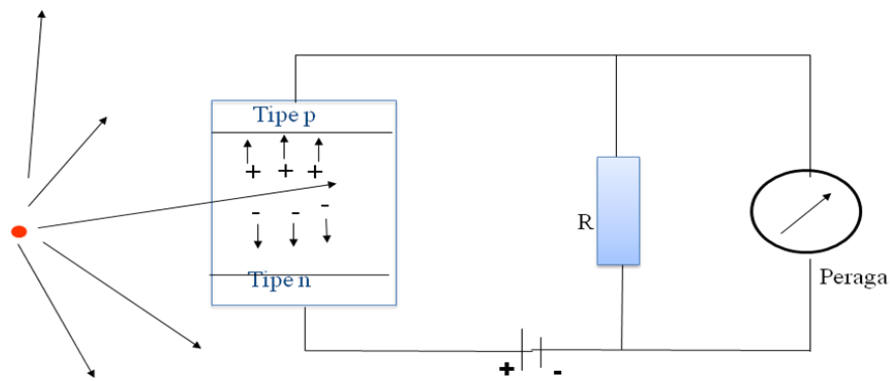 Tipe p
+ + +
- - -
R
Tipe n
Peraga
+ -